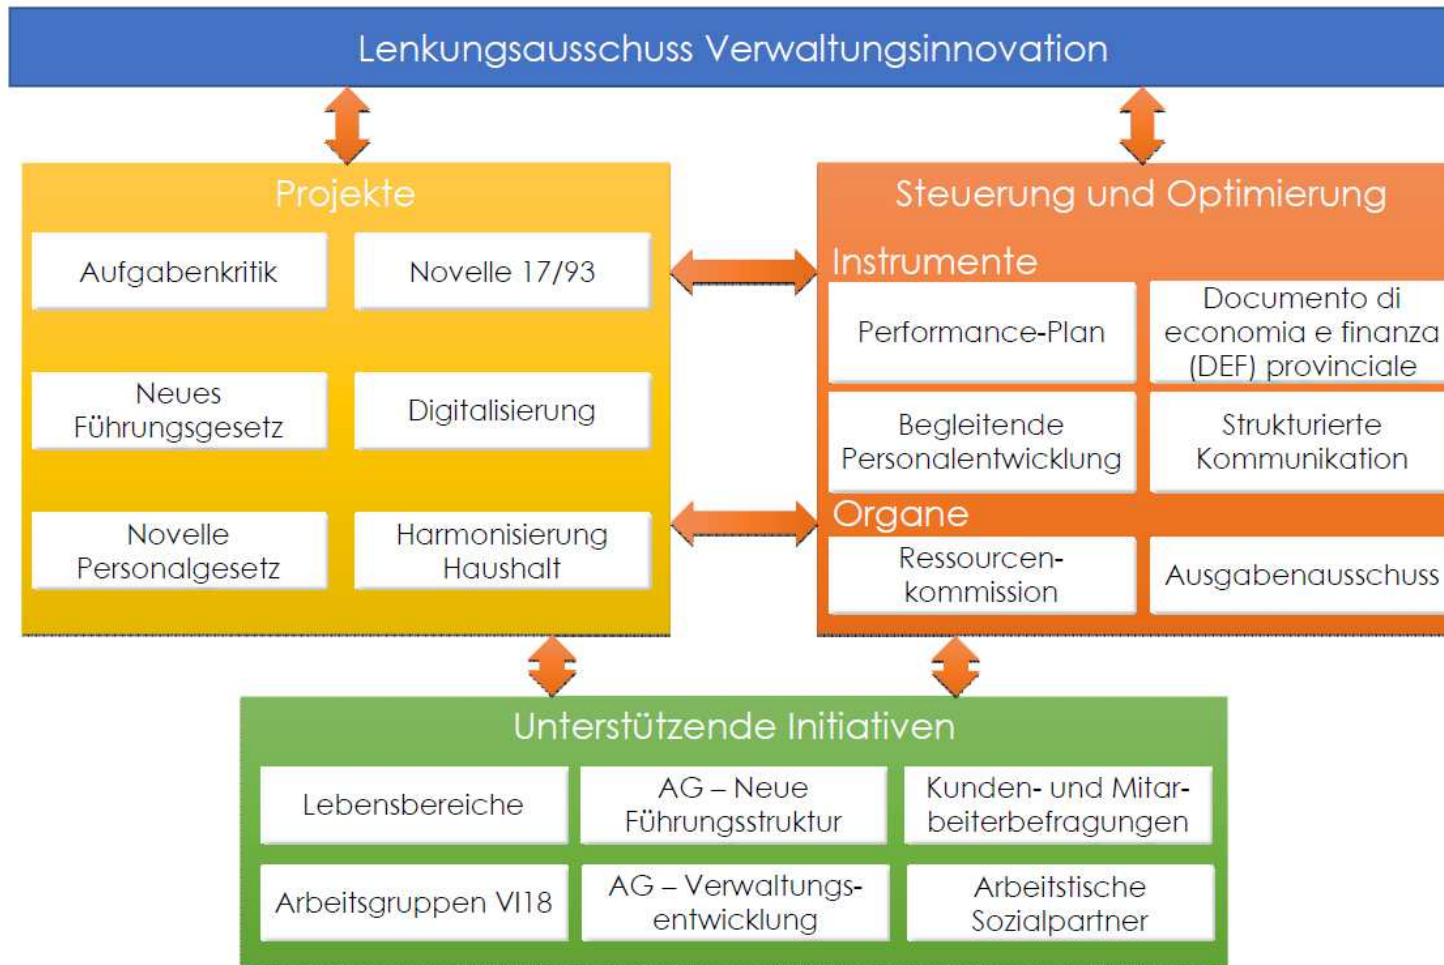 Lenkungsausschuss Verwaltungsinnovation
Projekte
Aufgabenkritik
Novelle 17/93
Neues
Führungsgesetz
Digitalisierung
Novelle
Personalgesetz
Harmonisierung
Haushalt
Steuerung und Optimierung
Instrumente
Performance-Plan
Documento di
economia e finanza
(DEF) provinciale
Begleitende
Personalentwicklung
Strukturierte
Kommunikation
Organe
Ressourcen-
kommission
Ausgabenausschuss
Unterstützende Initiativen
Lebensbereiche
AG – Neue
Führungsstruktur
Kunden- und Mitar-
beiterbefragungen
Arbeitsgruppen VI18
AG – Verwaltungs-
entwicklung
Arbeitstische
Sozialpartner